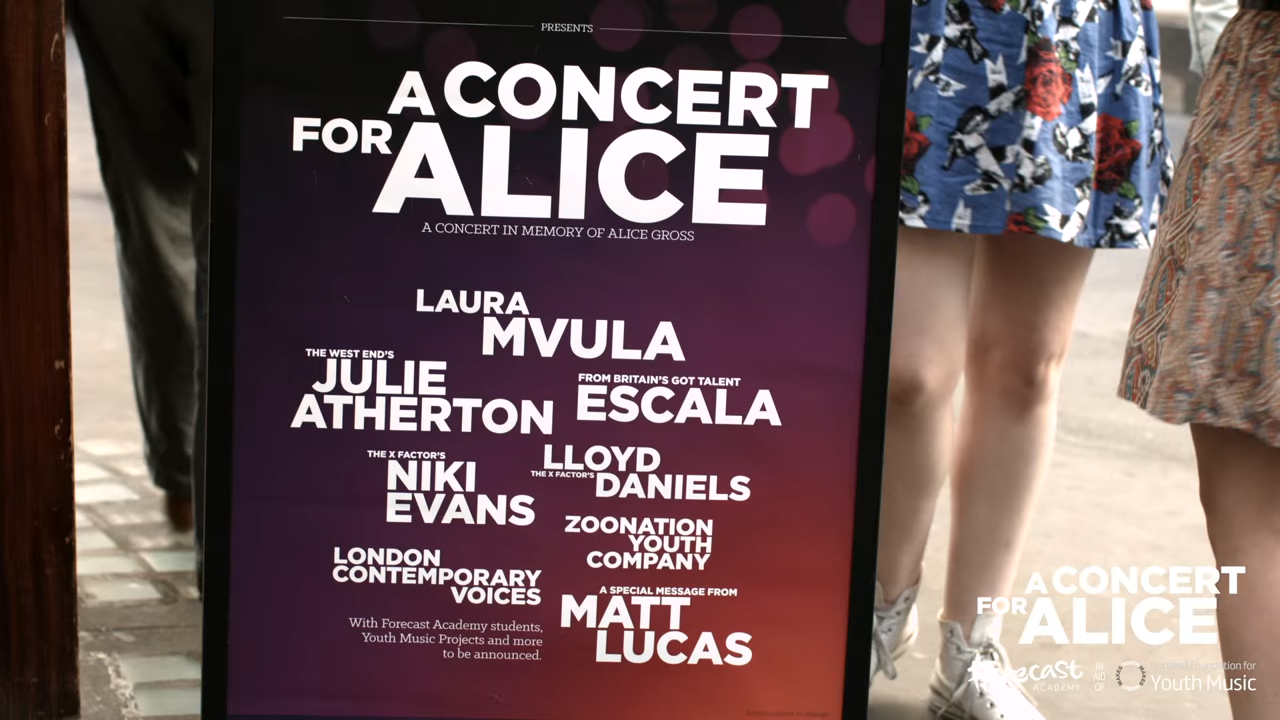 PRESENTS
A CONCERT
FOR ALICE
A CONCERT IN MEMORY OF ALICE GROSS
LAURA
MVULA
THE WEST END'S
JULIE
ATHERTON
FROM BRITAIN'S GOT TALENT
ESCALA
THE X FACTOR'S
NIKI
EVANS
LLOYD
THE X FACTOR'S DANIELS
ZOONATION
YOUTH
COMPANY
LONDON
CONTEMPORARY
VOICES
A SPECIAL MESSAGE FROM
MATT
LUCAS
With Forecast Academy students,
Youth Music Projects and more
to be announced.
A CONCERT
FOR ALICE
forecast
ACADEMY
IN
AID
OF
National Foundation for
Youth Music